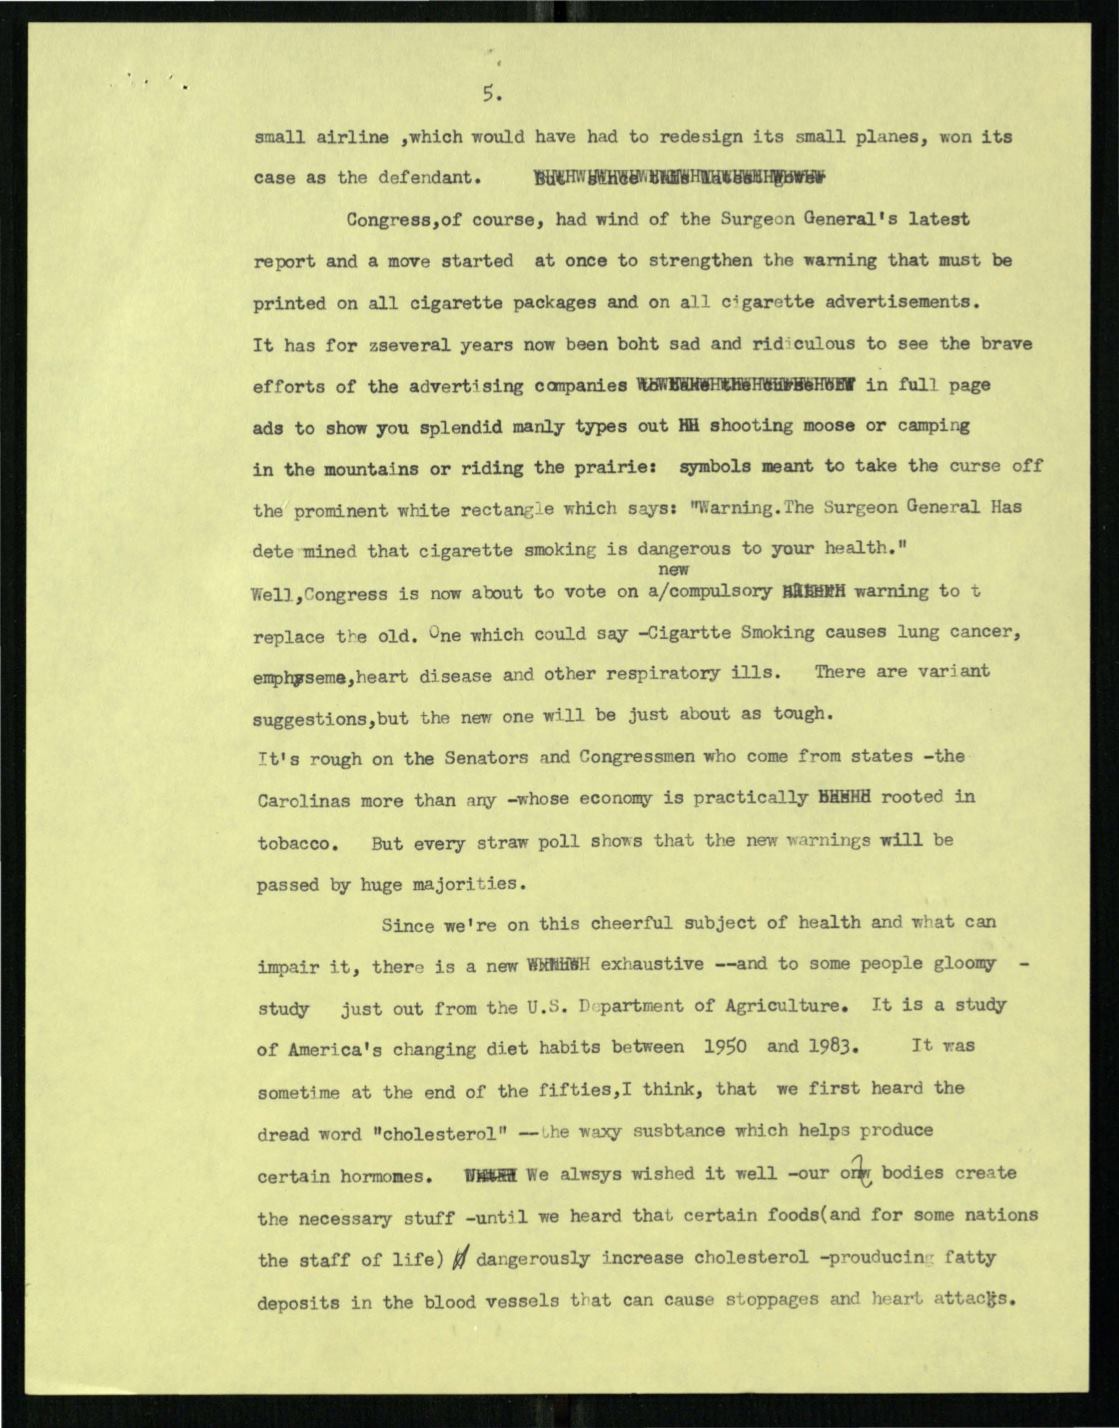 5.
small airline ,which would have had to redesign its small planes, won its
case as the defendant.
Congress,of course, had wind of the Surgeon General's latest
report and a move started at once to strengthen the warning that must be
printed on all cigarette packages and on all cigarette advertisements.
It has for zseveral years now been boht sad and ridiculous to see the brave
efforts of the advertising companies in full page
ads to show you splendid manly types out shooting moose or camping
in the mountains or riding the prairie: symbols meant to take the curse off
the prominent white rectangle which says: "Warning.The Surgeon General Has
dete mined that cigarette smoking is dangerous to your health."
new
Well,Congress is now about to vote on a/compulsory warning to t
replace the old. One which could say -Cigartte Smoking causes lung cancer,
emphyseme,heart disease and other respiratory ills. There are variant
suggestions,but the new one will be just about as tough.
It's rough on the Senators and Congressmen who come from states -the
Carolinas more than any -whose economy is practically rooted in
tobacco. But every straw poll shows that the new warnings will be
passed by huge majorities.
Since we're on this cheerful subject of health and what can
impair it, there is a new exhaustive --and to some people gloomy -
study just out from the U.S. Department of Agriculture. It is a study
of America's changing diet habits between 1950 and 1983. It was
sometime at the end of the fifties,I think, that we first heard the
dread word "cholesterol" --the waxy susbtance which helps produce
certain hormomes. We alwsys wished it well -our onw bodies create
the necessary stuff -until we heard that certain foods(and for some nations
the staff of life) dangerously increase cholesterol -prouducing fatty
deposits in the blood vessels that can cause stoppages and heart attacks.